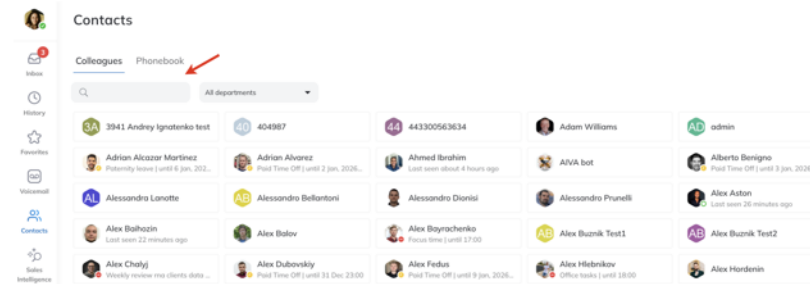 Contacts
3
Inbox
History
Favorites
Voicemail
Contacts
Sales
Intelligence
Colleagues Phonebook
All departments
3A 3941 Andrey Ignatenko test
40 404987
44 443300563634
Adam Williams
AD admin
Adrian Alcazar Martinez
Paternity leave | until 6 Jan, 202...
Adrian Alvarez
Paid Time Off | until 2 Jan, 2026...
Ahmed Ibrahim
Last seen about 4 hours ago
AIVA bot
Alberto Benigno
Paid Time Off | until 3 Jan, 2026
AL Alessandra Lanotte
AB Alessandro Bellantoni
Alessandro Dionisi
Alessandro Prunelli
Alex Aston
Last seen 26 minutes ago
Alex Baihozin
Last seen 22 minutes ago
Alex Balov
Alex Bayrachenko
Focus time | until 17:00
AB Alex Buznik Test1
AB Alex Buznik Test2
Alex Chalyj
Weekly review rna clients data ...
Alex Dubovskiy
Paid Time Off | until 31 Dec 23:00
Alex Fedus
Paid Time Off | until 9 Jan, 2026...
Alex Hlebnikov
Office tasks | until 18:00
Alex Hordenin